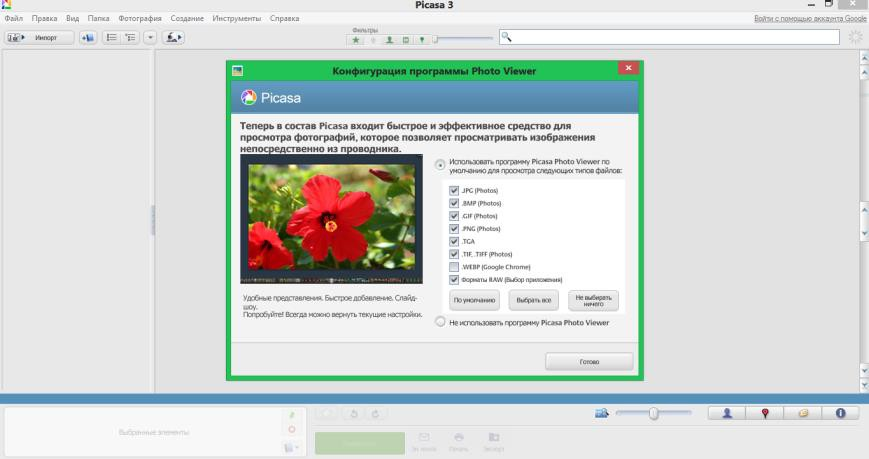 Picasa 3
Файл Правка Вид Папка Фотография Создание Инструменты Справка
Войти с помощью аккаунта Google
Импорт
Фильтры
Конфигурация программы Photo Viewer
Picasa
Теперь в состав Picasa входит быстрое и эффективное средство для
просмотра фотографий, которое позволяет просматривать изображения
непосредственно из проводника.
Использовать программу Picasa Photo Viewer по
умолчанию для просмотра следующих типов файлов:
.JPG (Photos)
.BMP (Photos)
.GIF (Photos)
.PNG (Photos)
.TGA
.TIF, .TIFF (Photos)
.WEBP (Google Chrome)
Форматы RAW (Выбор приложения)
По умолчанию
Выбрать все
Не выбирать
ничего
Удобные представления. Быстрое добавление. Слайд-
шоу.
Попробуйте! Всегда можно вернуть текущие настройки.
Не использовать программу Picasa Photo Viewer
Готово
Выбранные элементы
Эл. почта Печать Экспорт